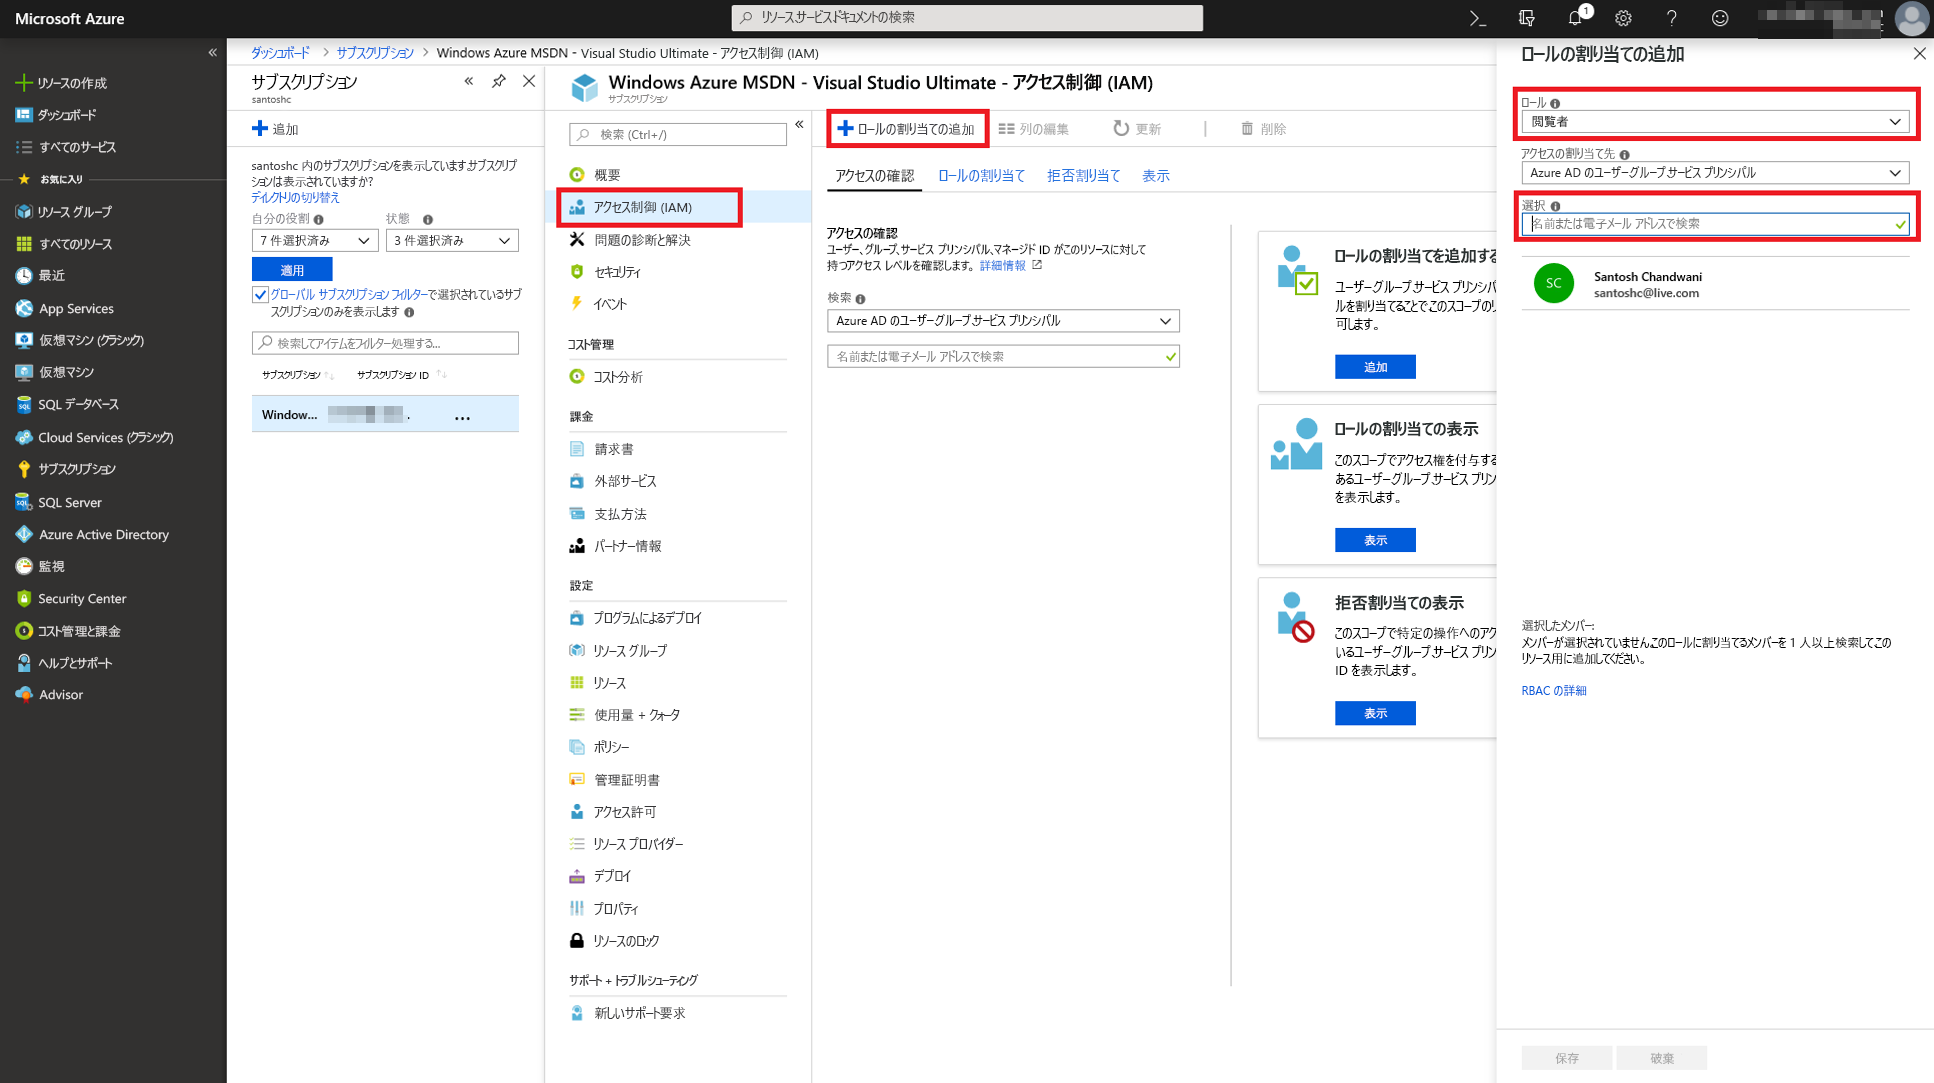 Microsoft Azure
リソース,サービス,ドキュメントの検索
1
リソースの作成
ダッシュボード
すべてのサービス
お気に入り
リソース グループ
すべてのリソース
最近
App Services
仮想マシン (クラシック)
仮想マシン
SQL データベース
Cloud Services (クラシック)
サブスクリプション
SQL Server
Azure Active Directory
監視
Security Center
コスト管理と課金
ヘルプとサポート
Advisor
ダッシュボード > サブスクリプション > Windows Azure MSDN - Visual Studio Ultimate - アクセス制御 (IAM)
サブスクリプション
santoshc
追加
santoshc 内のサブスクリプションを表示しています,サブスクリプ
ションは表示されていますか?
ディレクトリの切り替え
自分の役割
状態
7 件選択済み
3 件選択済み
適用
グローバル サブスクリプション フィルターで選択されているサブ
スクリプションのみを表示します
検索してアイテムをフィルター処理する...
サブスクリプション
サブスクリプション ID
Window...
...
Windows Azure MSDN - Visual Studio Ultimate - アクセス制御 (IAM)
サブスクリプション
検索 (Ctrl+/)
概要
アクセス制御 (IAM)
問題の診断と解決
セキュリティ
イベント
コスト管理
コスト分析
課金
請求書
外部サービス
支払方法
パートナー情報
設定
プログラムによるデプロイ
リソース グループ
リソース
使用量 + クォータ
ポリシー
管理証明書
アクセス許可
リソース プロバイダー
デプロイ
プロパティ
リソースのロック
サポート + トラブルシューティング
新しいサポート要求
ロールの割り当ての追加
列の編集
更新
削除
アクセスの確認
ロールの割り当て
拒否割り当て
表示
アクセスの確認
ユーザー,グループ,サービス プリンシパル,マネージド ID がこのリソースに対して
持つアクセス レベルを確認します。 詳細情報
検索
Azure AD のユーザー,グループ,サービス プリンシパル
名前または電子メール アドレスで検索
ロールの割り当てを追加する
ユーザー,グループ,サービス プリンシパ
ルを割り当てることで,このスコープのリ
可します。
追加
ロールの割り当ての表示
このスコープでアクセス権を付与する
あるユーザー,グループ,サービス プリン
を表示します。
表示
拒否割り当ての表示
このスコープで特定の操作へのアク
いるユーザー,グループ,サービス プリン
ID を表示します。
表示
ロールの割り当ての追加
ロール
閲覧者
アクセスの割り当て先
Azure AD のユーザー,グループ,サービス プリンシパル
選択
名前または電子メール アドレスで検索
SC
Santosh Chandwani
santoshc@live.com
選択したメンバー:
メンバーが選択されていません,このロールに割り当てるメンバーを 1 人以上検索してこの
リソース用に追加してください。
RBAC の詳細
保存
破棄